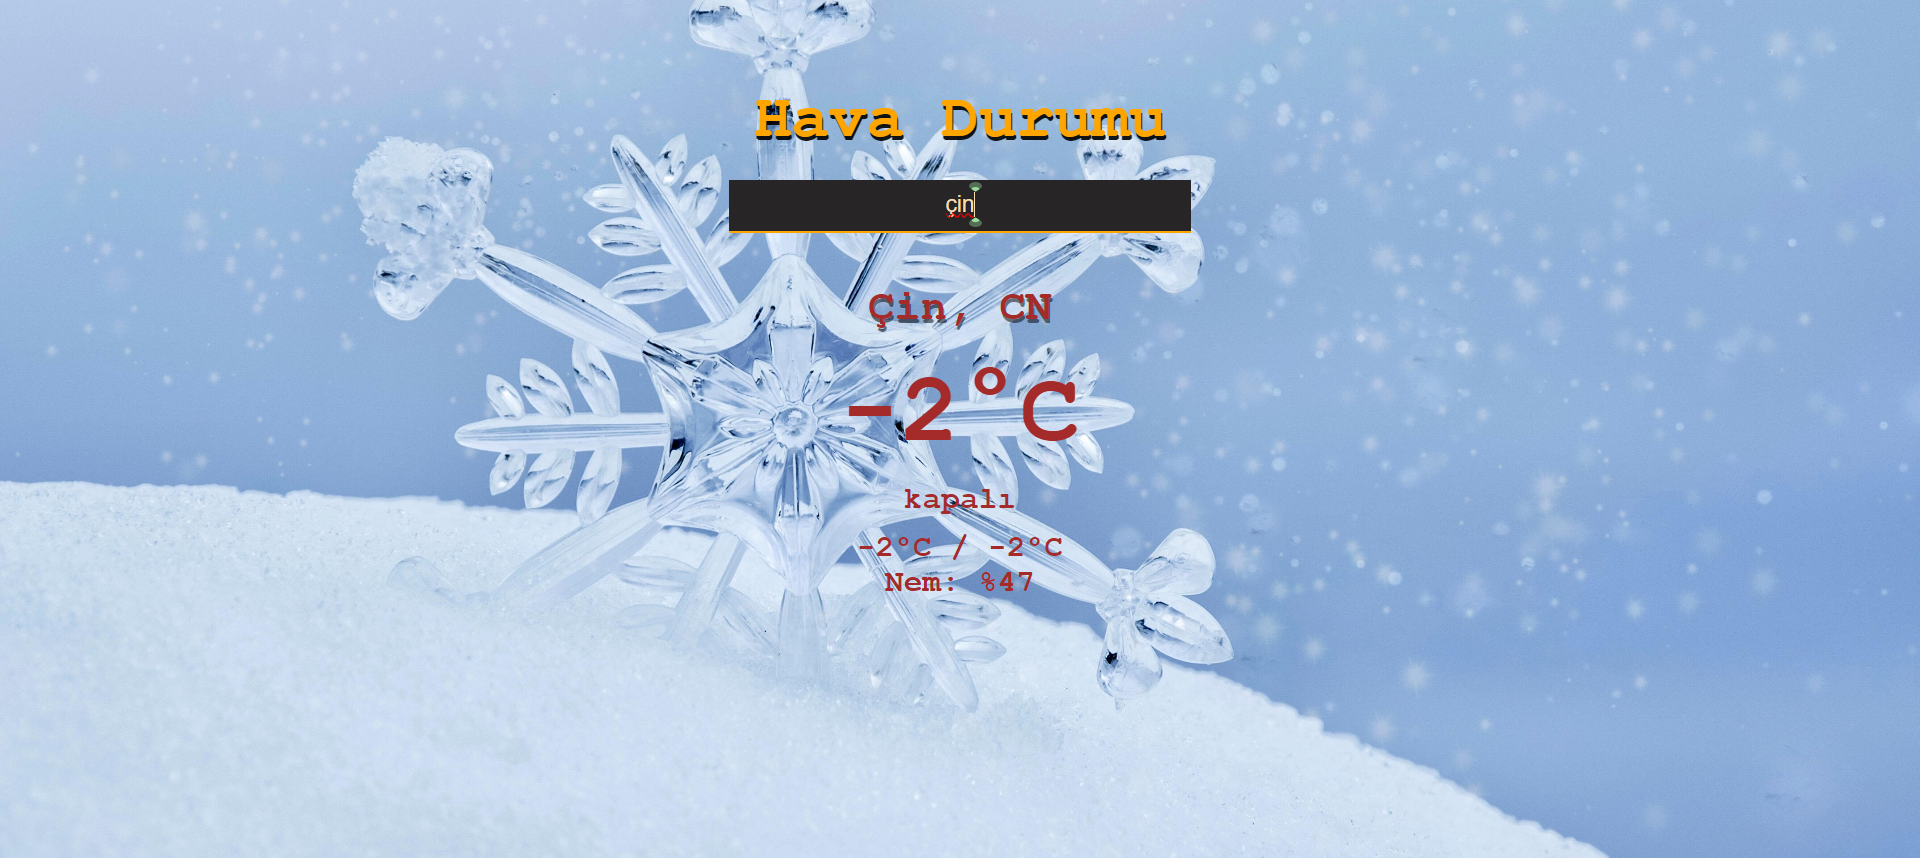 Hava Durumu
çin
Çin, CN
-2°C
kapalı
-2°C / -2°C
Nem: %47